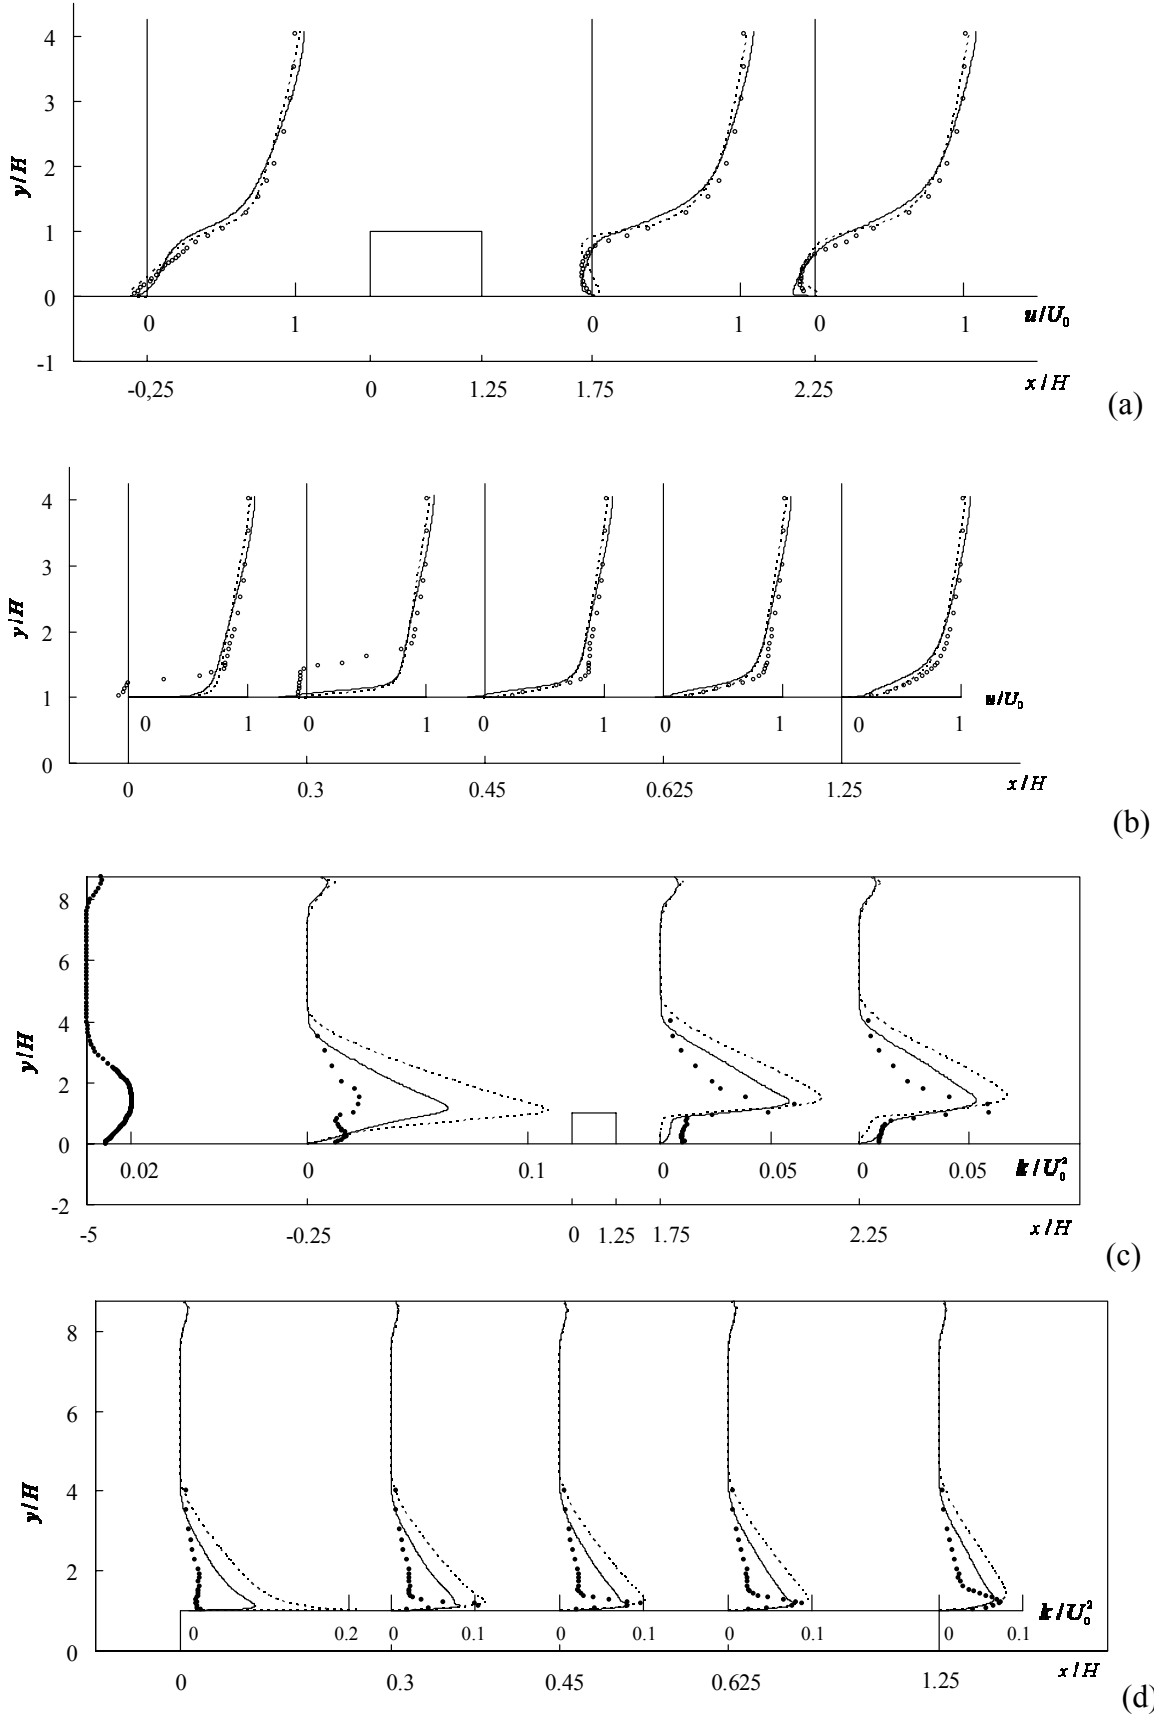 4
3
2
1
0
-1
y/H
0 1 0 1 0 1 u/U₀
-0,25 0 1.25 1.75 2.25 x/H
(a)
4
3
2
1
0
y/H
0 1 0 1 0 1 0 1 0 1 u/U₀
0 0.3 0.45 0.625 1.25 x/H
(b)
8
6
4
2
0
-2
y/H
0.02 0 0.1 0 0.05 0 0.05 k/U₀²
-5 -0.25 0 1.25 1.75 2.25 x/H
(c)
8
6
4
2
0
y/H
0 0.2 0 0.1 0 0.1 0 0.1 0 0.1 k/U₀²
0 0.3 0.45 0.625 1.25 x/H
(d)